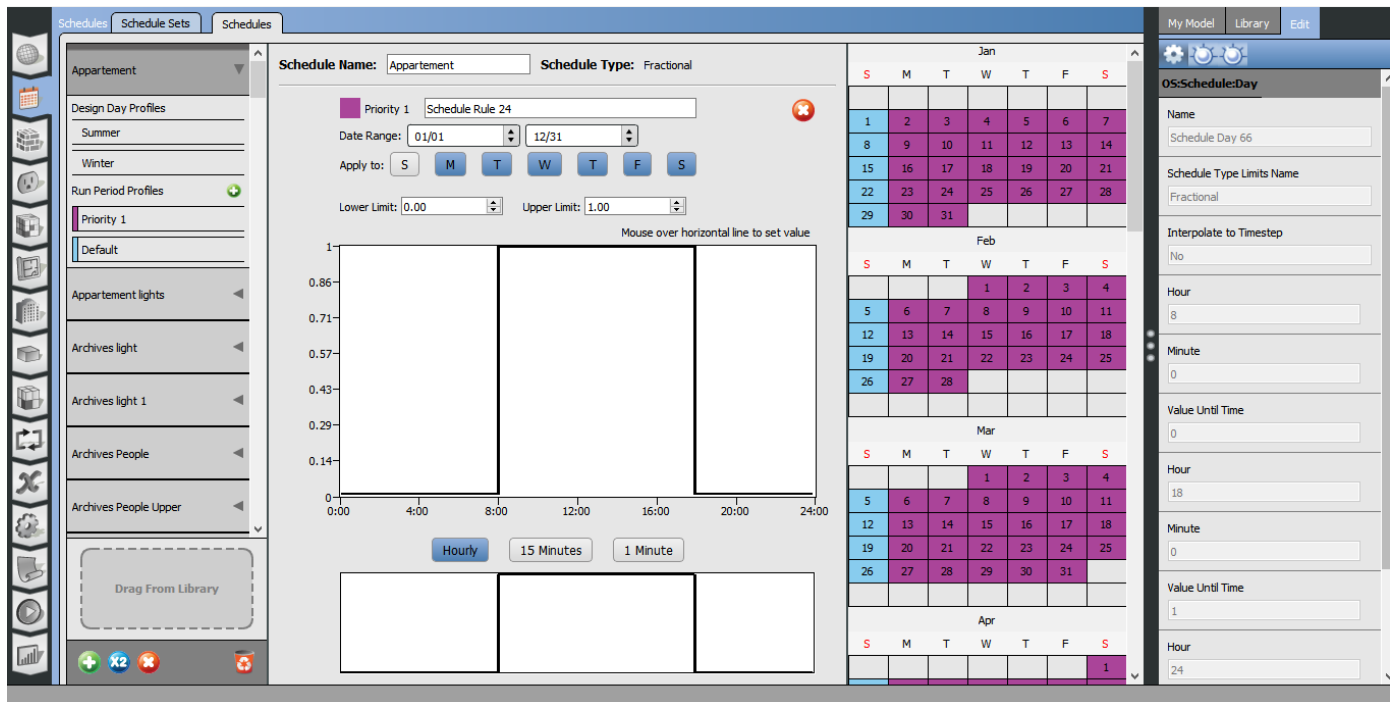 Schedules Schedule Sets Schedules
Appartement
Design Day Profiles
Summer
Winter
Run Period Profiles
Priority 1
Default
Appartement lights
Archives light
Archives light 1
Archives People
Archives People Upper
Drag From Library
X2
Schedule Name: Appartement Schedule Type: Fractional
Priority 1 Schedule Rule 24
Date Range: 01/01 12/31
Apply to: S M T W T F S
Lower Limit: 0.00 Upper Limit: 1.00
Mouse over horizontal line to set value
1
0.86
0.71
0.57
0.43
0.29
0.14
0
0:00 4:00 8:00 12:00 16:00 20:00 24:00
Hourly 15 Minutes 1 Minute
Jan
S M T W T F S
1 2 3 4 5 6 7
8 9 10 11 12 13 14
15 16 17 18 19 20 21
22 23 24 25 26 27 28
29 30 31
Feb
S M T W T F S
1 2 3 4
5 6 7 8 9 10 11
12 13 14 15 16 17 18
19 20 21 22 23 24 25
26 27 28
Mar
S M T W T F S
1 2 3 4
5 6 7 8 9 10 11
12 13 14 15 16 17 18
19 20 21 22 23 24 25
26 27 28 29 30 31
Apr
S M T W T F S
1
My Model Library Edit
OS:Schedule:Day
Name
Schedule Day 66
Schedule Type Limits Name
Fractional
Interpolate to Timestep
No
Hour
8
Minute
0
Value Until Time
0
Hour
18
Minute
0
Value Until Time
1
Hour
24